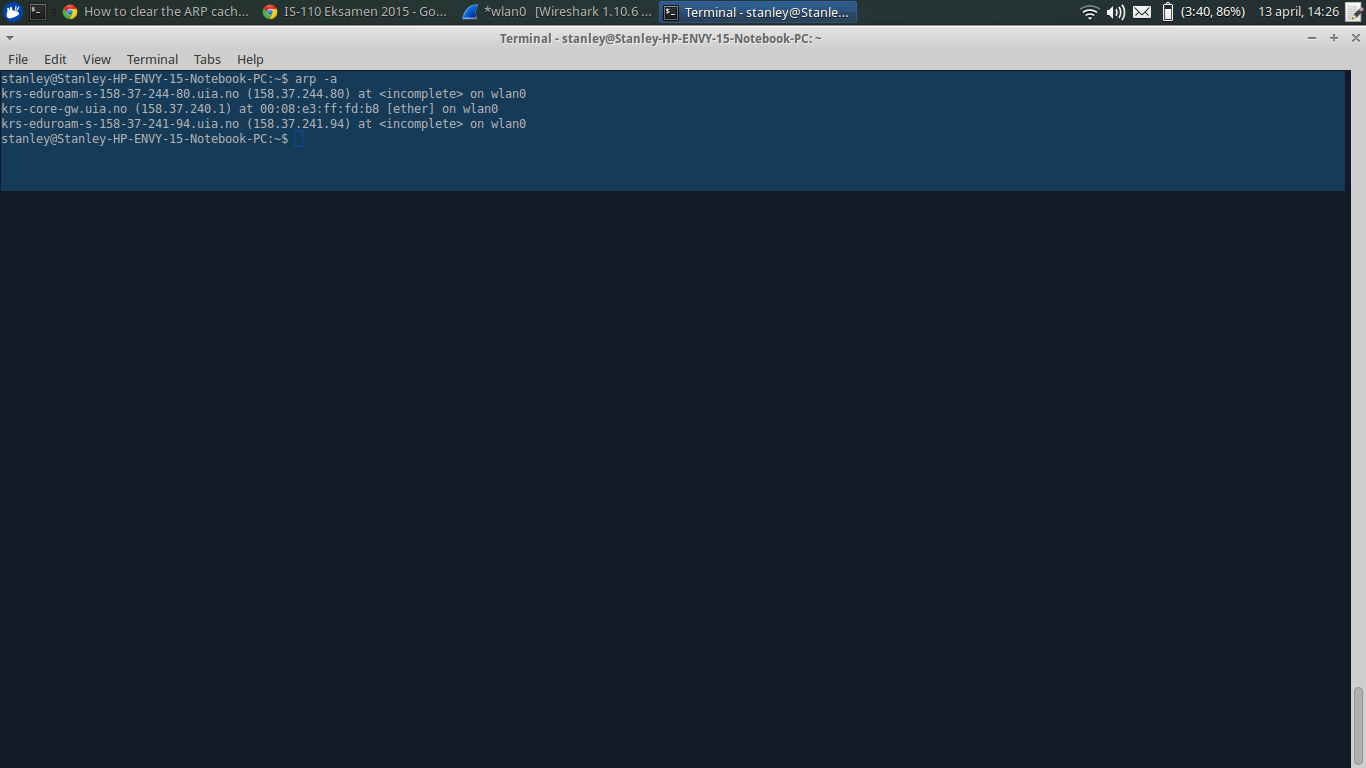 How to clear the ARP cach...
IS-110 Eksamen 2015 - Go...
*wlan0   [Wireshark 1.10.6 ...
Terminal - stanley@Stanle...
(3:40, 86%)
13 april, 14:26
Terminal - stanley@Stanley-HP-ENVY-15-Notebook-PC: ~
File Edit View Terminal Tabs Help
stanley@Stanley-HP-ENVY-15-Notebook-PC:~$ arp -a
krs-eduroam-s-158-37-244-80.uia.no (158.37.244.80) at <incomplete> on wlan0
krs-core-gw.uia.no (158.37.240.1) at 00:08:e3:ff:fd:b8 [ether] on wlan0
krs-eduroam-s-158-37-241-94.uia.no (158.37.241.94) at <incomplete> on wlan0
stanley@Stanley-HP-ENVY-15-Notebook-PC:~$